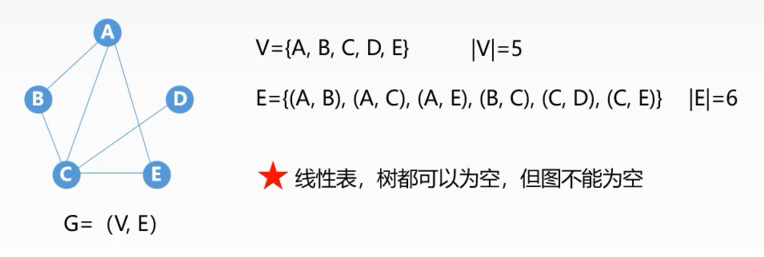 A
B
D
C
E
G=（V, E)
V={A, B, C, D, E} |V|=5
E={(A, B), (A, C), (A, E), (B, C), (C, D), (C, E)} |E|=6
★ 线性表，树都可以为空，但图不能为空